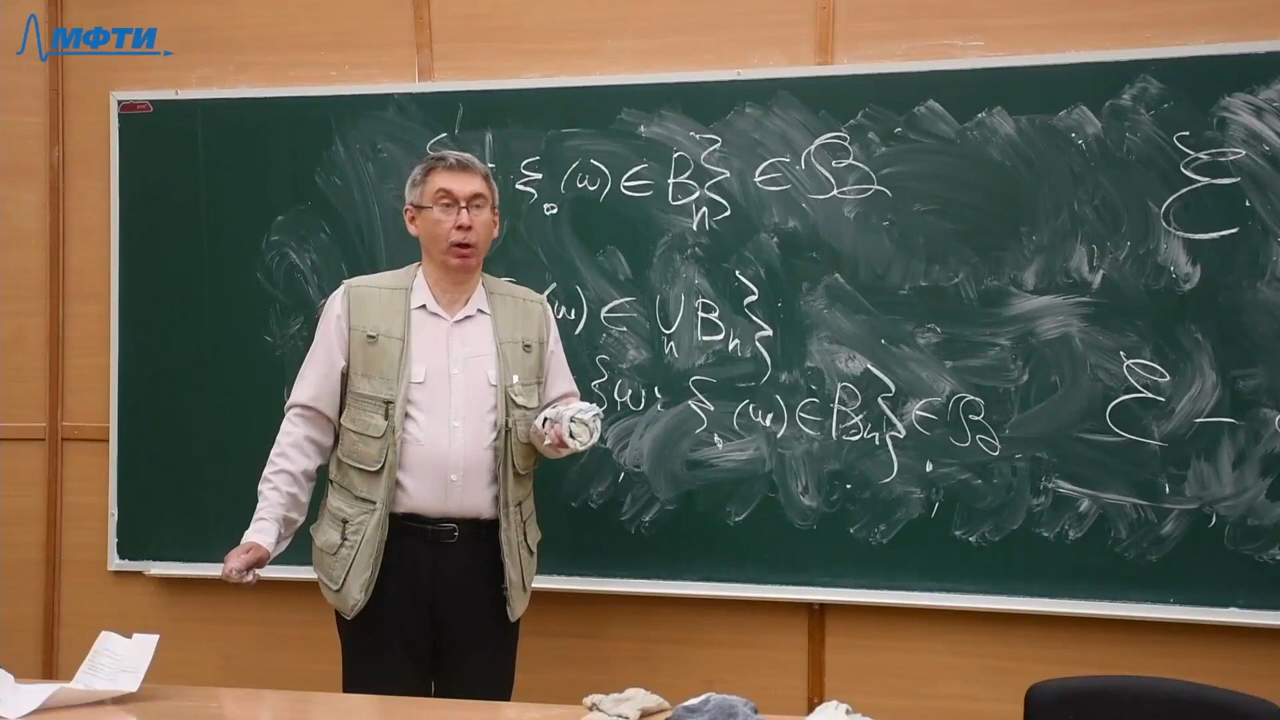 МФТИ
ξ.(ω) ∈ Bₙ} ∈ ℬ
ℰ
(ω) ∈ ∪ₙ Bₙ}
{ω: ξ.(ω) ∈ Bₙ} ∈ ℬ
ℰ –